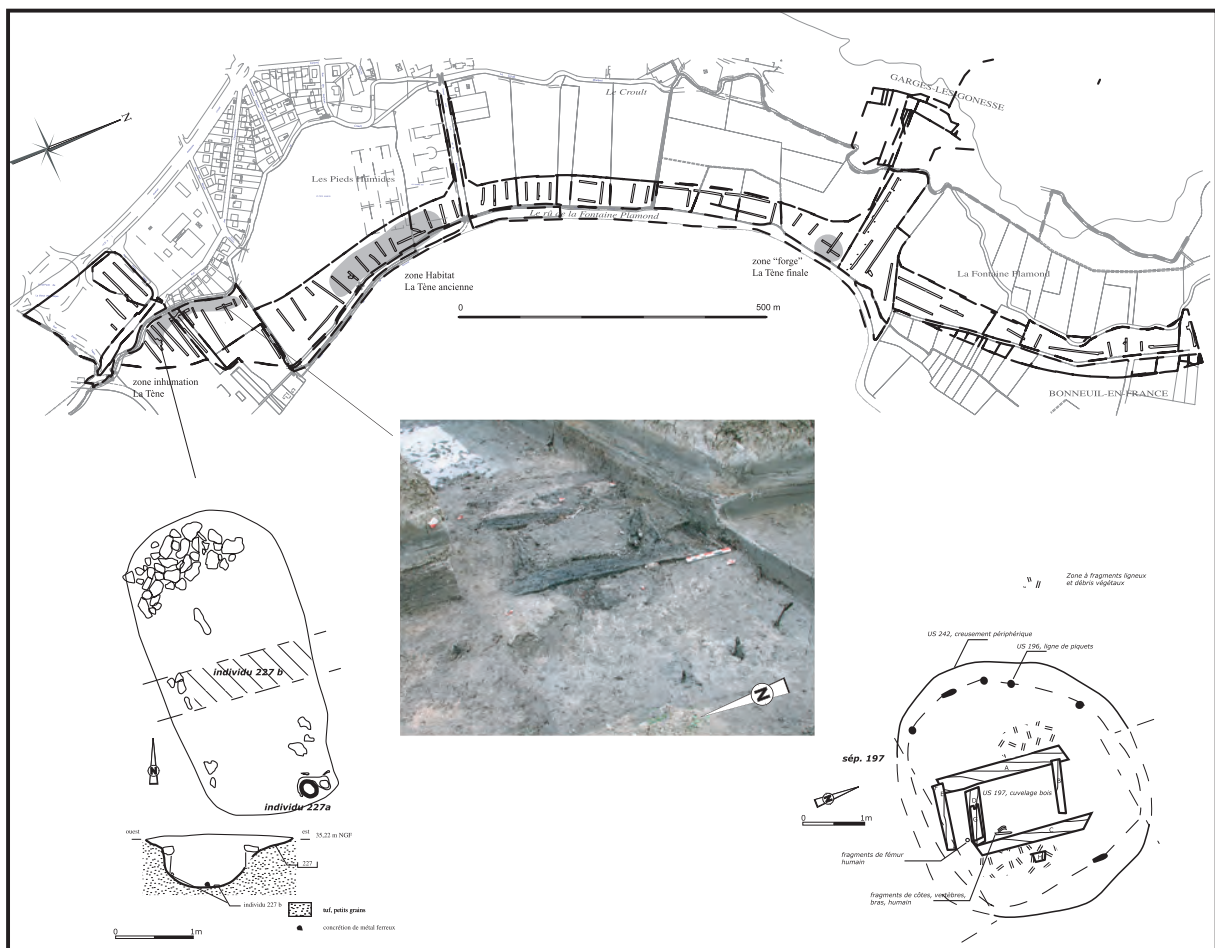 N
Le Croult
GARGES-LES-GONESSE
Les Pieds Humides
Le rû de la Fontaine Plamond
zone Habitat
La Tène ancienne
zone "forge"
La Tène finale
La Fontaine Plamond
0 500 m
zone inhumation
La Tène
BONNEUIL-EN-FRANCE
N
individu 227 b
N
individu 227a
ouest
est
35,22 m NGF
227
individu 227 b
tuf, petits grains
concrétion de métal ferreux
0 1m
Zone à fragments ligneux
et débris végétaux
US 242, creusement périphérique
US 196, ligne de piquets
sép. 197
N
0 1m
A
B
E
D
C
C
US 197, cuvelage bois
fragments de fémur
humain
fragments de côtes, vertèbres,
bras, humain